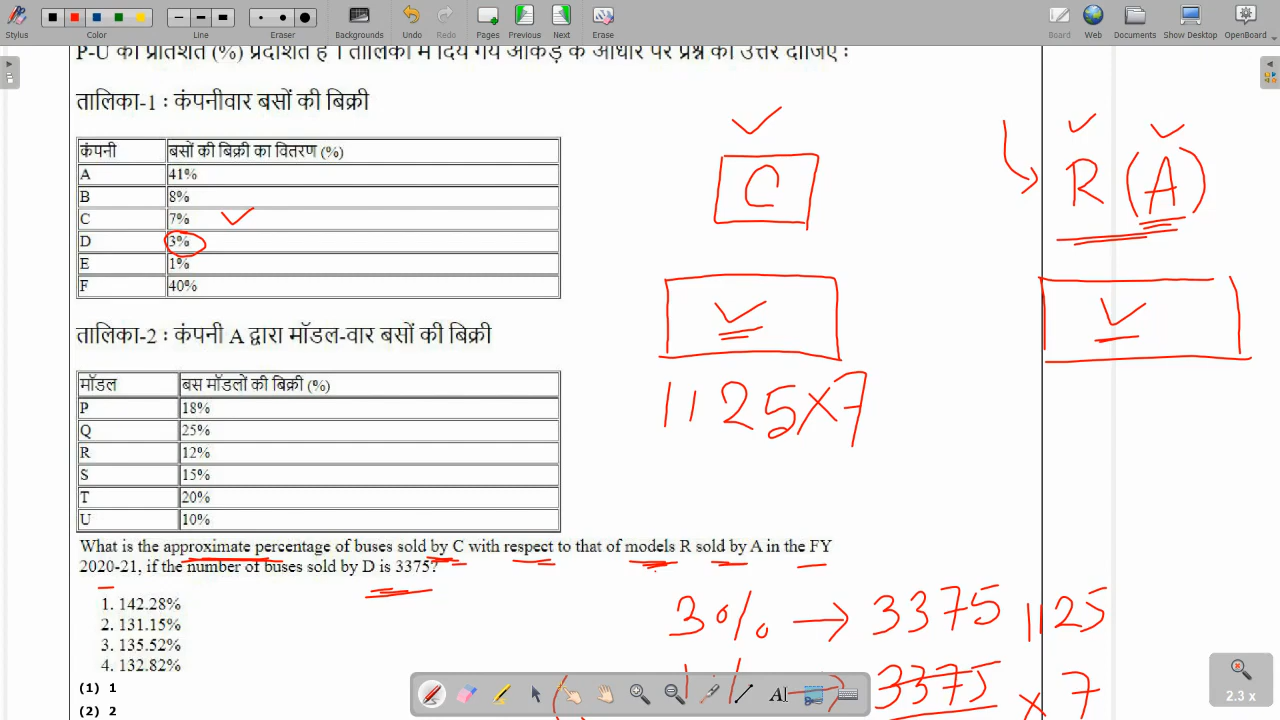 Stylus
Colors
Line
Eraser
Backgrounds
Undo
Pages
Previous
Next
Erase
Board
Web
Documents
Show Desktop
OpenBoard
P-U का प्रतिशत (%) प्रदर्शित है । तालिका में दिये गये आंकड़े के आधार पर प्रश्न का उत्तर दीजिए :
तालिका-1 : कंपनीवार बसों की बिक्री
कंपनी बसों की बिक्री का वितरण (%)
A 41%
B 8%
C 7%
D 3%
E 1%
F 40%
तालिका-2 : कंपनी A द्वारा मॉडल-वार बसों की बिक्री
मॉडल बस मॉडलों की बिक्री (%)
P 18%
Q 25%
R 12%
S 15%
T 20%
U 10%
What is the approximate percentage of buses sold by C with respect to that of models R sold by A in the FY
2020-21, if the number of buses sold by D is 3375?
1. 142.28%
2. 131.15%
3. 135.52%
4. 132.82%
(1) 1
(2) 2
C
R (A)
1125×7
3% → 3375 1125
1% → 3375 × 7
2.3 x